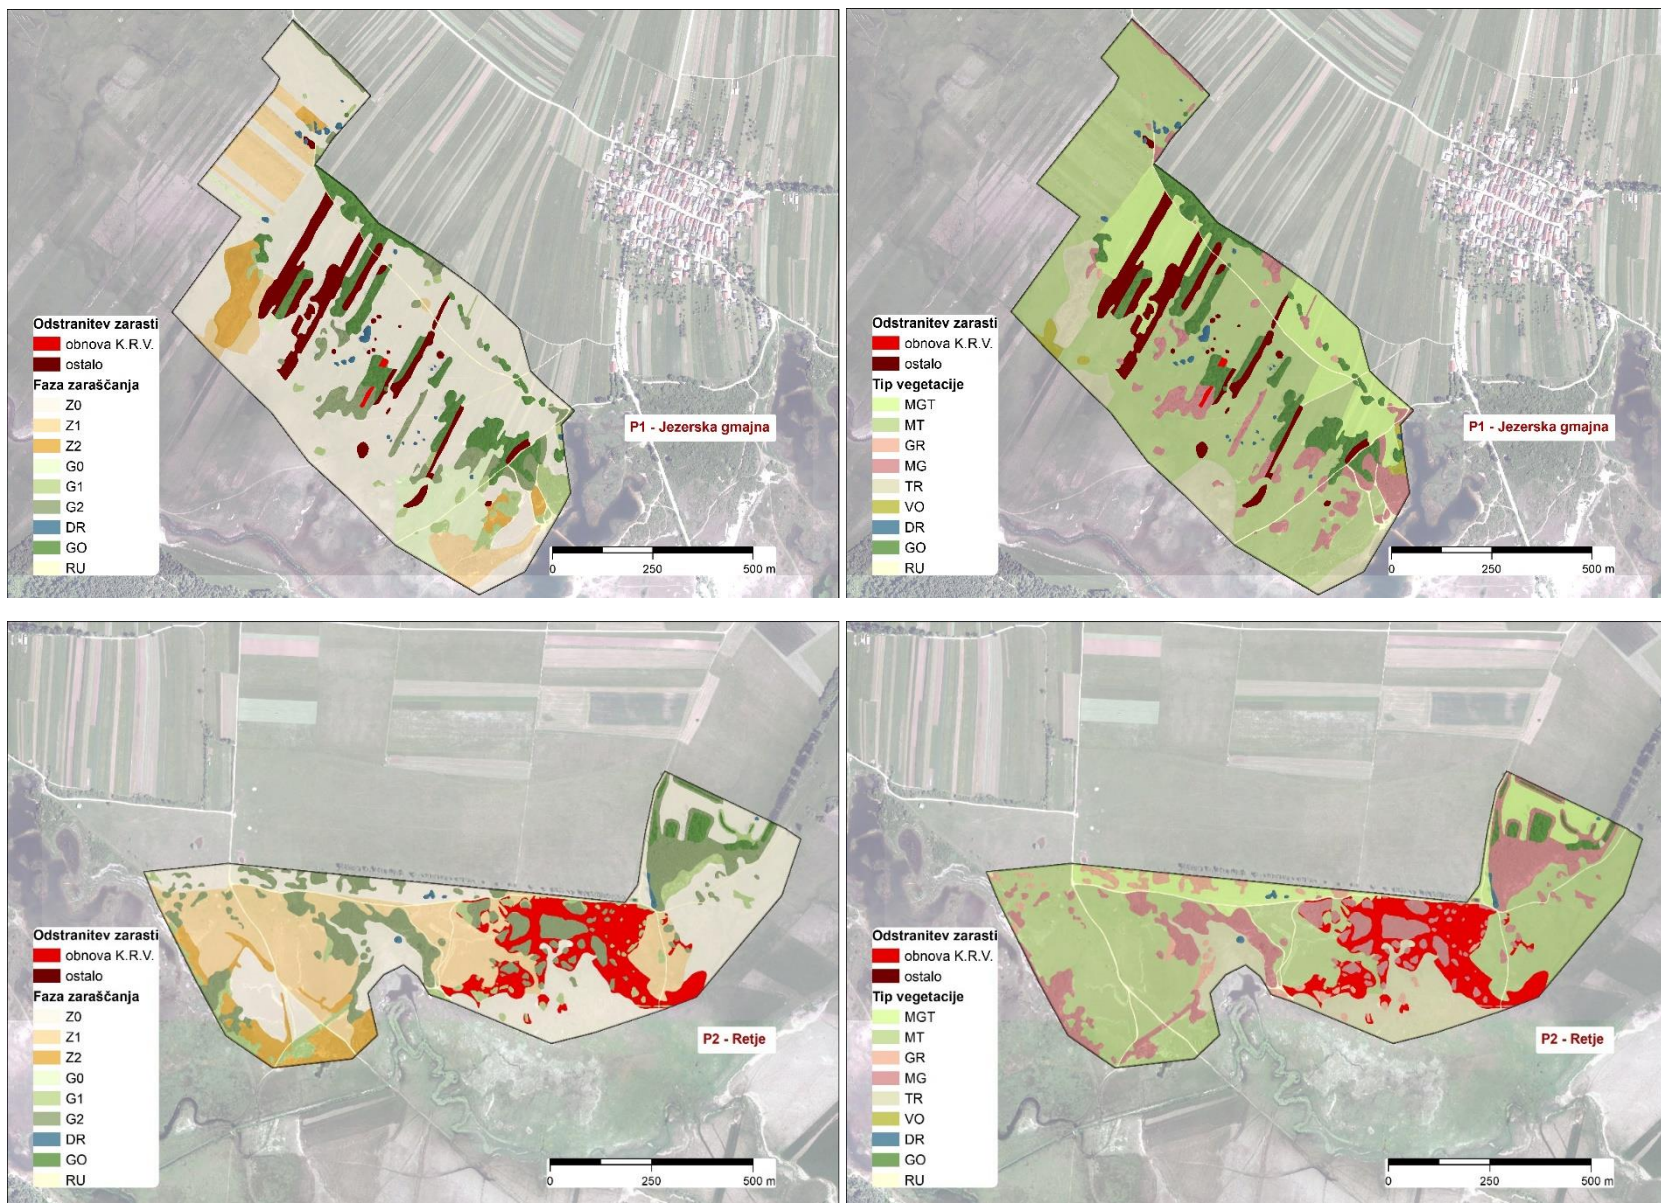 Odstranitev zarasti
obnova K.R.V.
ostalo
Faza zaraščanja
Z0
Z1
Z2
G0
G1
G2
DR
GO
RU
P1 - Jezerska gmajna
0 250 500 m
Odstranitev zarasti
obnova K.R.V.
ostalo
Tip vegetacije
MGT
MT
GR
MG
TR
VO
DR
GO
RU
P1 - Jezerska gmajna
0 250 500 m
Odstranitev zarasti
obnova K.R.V.
ostalo
Faza zaraščanja
Z0
Z1
Z2
G0
G1
G2
DR
GO
RU
P2 - Retje
0 250 500 m
Odstranitev zarasti
obnova K.R.V.
ostalo
Tip vegetacije
MGT
MT
GR
MG
TR
VO
DR
GO
RU
P2 - Retje
0 250 500 m